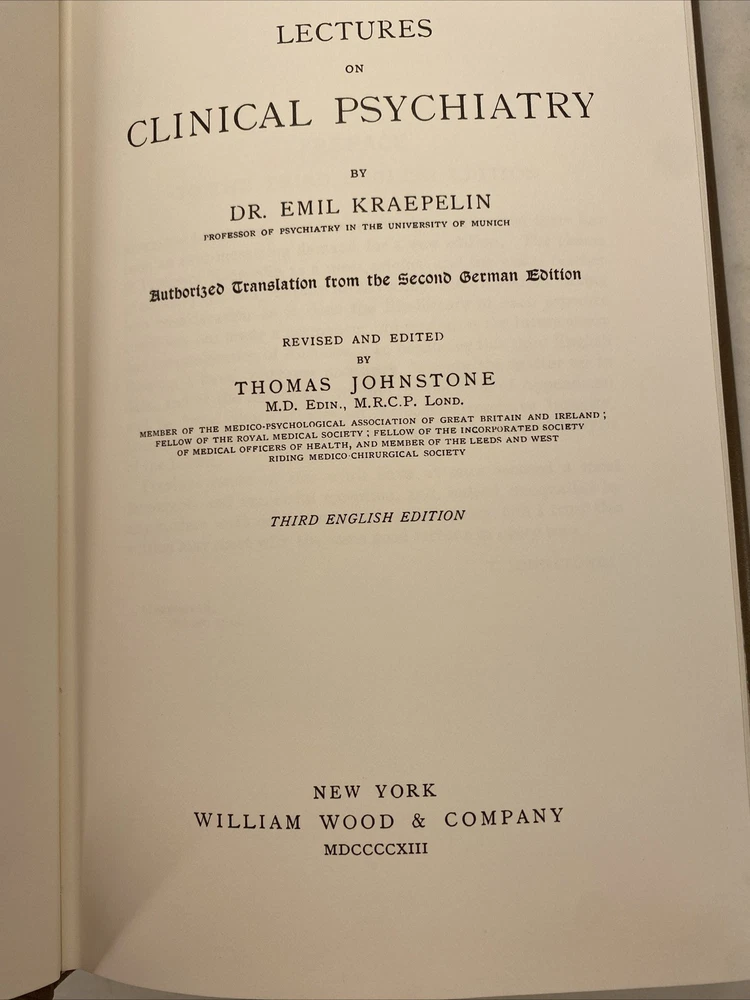 LECTURES
ON
CLINICAL PSYCHIATRY
BY
DR. EMIL KRAEPELIN
PROFESSOR OF PSYCHIATRY IN THE UNIVERSITY OF MUNICH
Authorized Translation from the Second German Edition
REVISED AND EDITED
BY
THOMAS JOHNSTONE
M.D. EDIN., M.R.C.P. LOND.
MEMBER OF THE MEDICO-PSYCHOLOGICAL ASSOCIATION OF GREAT BRITAIN AND IRELAND;
FELLOW OF THE ROYAL MEDICAL SOCIETY; FELLOW OF THE INCORPORATED SOCIETY
OF MEDICAL OFFICERS OF HEALTH, AND MEMBER OF THE LEEDS AND WEST
RIDING MEDICO-CHIRURGICAL SOCIETY
THIRD ENGLISH EDITION
NEW YORK
WILLIAM WOOD & COMPANY
MDCCCCXIII